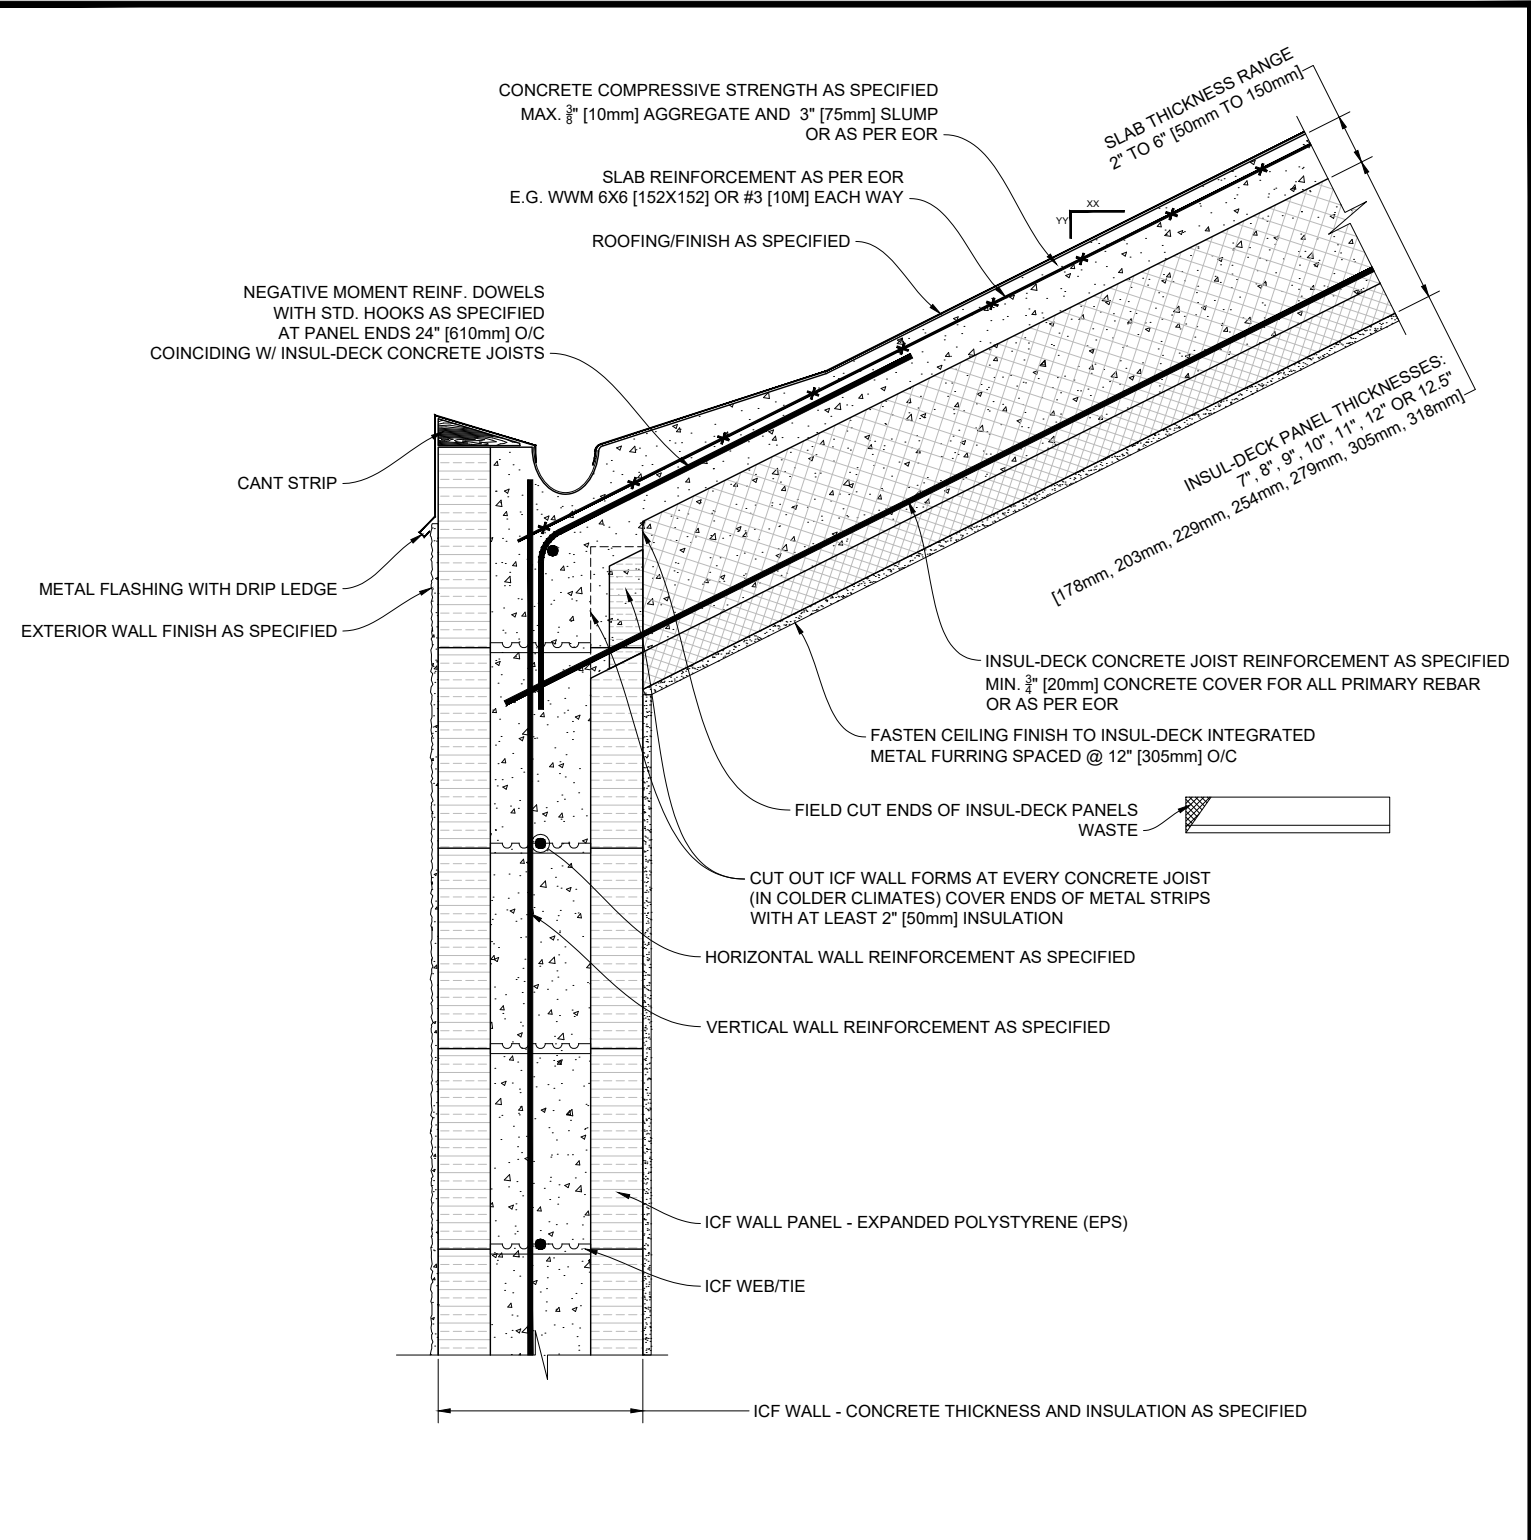 CONCRETE COMPRESSIVE STRENGTH AS SPECIFIED
MAX. 3/8" [10mm] AGGREGATE AND 3" [75mm] SLUMP
OR AS PER EOR
SLAB THICKNESS RANGE
2" TO 6" [50mm TO 150mm]
SLAB REINFORCEMENT AS PER EOR
E.G. WWM 6X6 [152X152] OR #3 [10M] EACH WAY
XX
YY
ROOFING/FINISH AS SPECIFIED
NEGATIVE MOMENT REINF. DOWELS
WITH STD. HOOKS AS SPECIFIED
AT PANEL ENDS 24" [610mm] O/C
COINCIDING W/ INSUL-DECK CONCRETE JOISTS
INSUL-DECK PANEL THICKNESSES:
7", 8", 9", 10", 11", 12" OR 12.5"
[178mm, 203mm, 229mm, 254mm, 279mm, 305mm, 318mm]
CANT STRIP
METAL FLASHING WITH DRIP LEDGE
EXTERIOR WALL FINISH AS SPECIFIED
INSUL-DECK CONCRETE JOIST REINFORCEMENT AS SPECIFIED
MIN. 3/4" [20mm] CONCRETE COVER FOR ALL PRIMARY REBAR
OR AS PER EOR
FASTEN CEILING FINISH TO INSUL-DECK INTEGRATED
METAL FURRING SPACED @ 12" [305mm] O/C
FIELD CUT ENDS OF INSUL-DECK PANELS
WASTE
CUT OUT ICF WALL FORMS AT EVERY CONCRETE JOIST
(IN COLDER CLIMATES) COVER ENDS OF METAL STRIPS
WITH AT LEAST 2" [50mm] INSULATION
HORIZONTAL WALL REINFORCEMENT AS SPECIFIED
VERTICAL WALL REINFORCEMENT AS SPECIFIED
ICF WALL PANEL - EXPANDED POLYSTYRENE (EPS)
ICF WEB/TIE
ICF WALL - CONCRETE THICKNESS AND INSULATION AS SPECIFIED